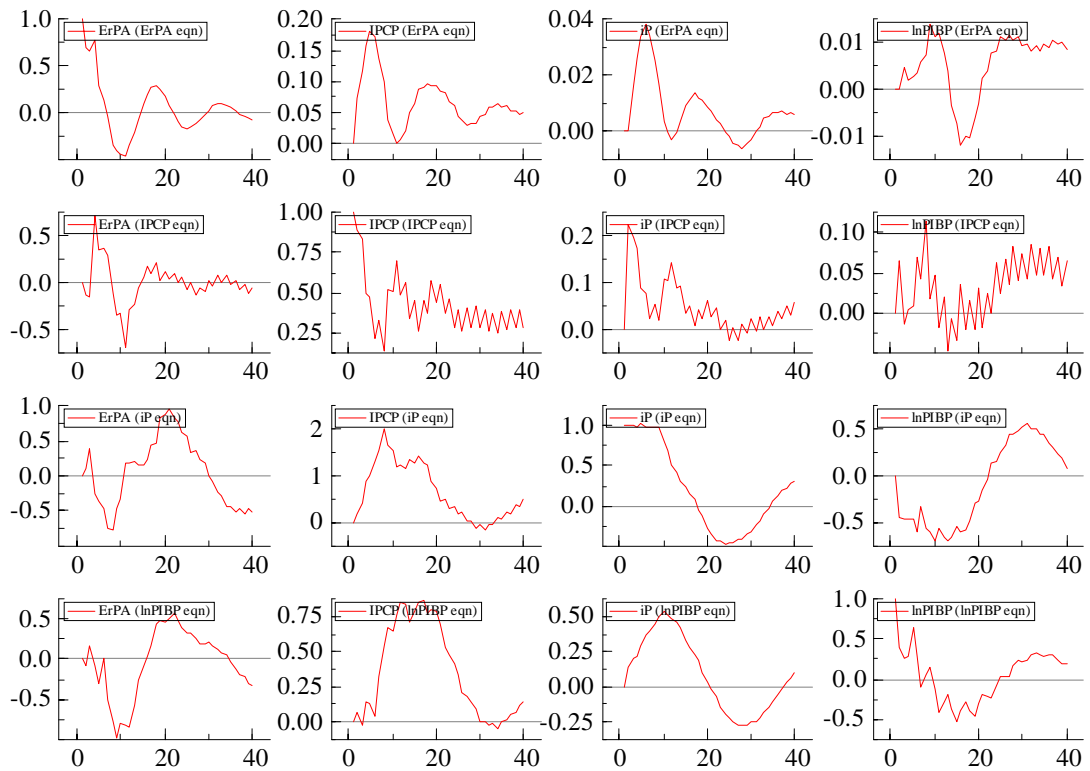 1.0
0.5
0.0
ErPA (ErPA eqn)
0 20 40
0.20
0.15
0.10
0.05
0.00
IPCP (ErPA eqn)
0 20 40
0.04
0.02
0.00
iP (ErPA eqn)
0 20 40
0.01
0.00
-0.01
lnPIBP (ErPA eqn)
0 20 40
0.5
0.0
-0.5
ErPA (IPCP eqn)
0 20 40
1.00
0.75
0.50
0.25
IPCP (IPCP eqn)
0 20 40
0.2
0.1
0.0
iP (IPCP eqn)
0 20 40
0.10
0.05
0.00
lnPIBP (IPCP eqn)
0 20 40
1.0
0.5
0.0
-0.5
ErPA (iP eqn)
0 20 40
2
1
0
IPCP (iP eqn)
0 20 40
1.0
0.5
0.0
iP (iP eqn)
0 20 40
0.5
0.0
-0.5
lnPIBP (iP eqn)
0 20 40
0.5
0.0
-0.5
ErPA (lnPIBP eqn)
0 20 40
0.75
0.50
0.25
0.00
IPCP (lnPIBP eqn)
0 20 40
0.50
0.25
0.00
-0.25
iP (lnPIBP eqn)
0 20 40
1.0
0.5
0.0
-0.5
lnPIBP (lnPIBP eqn)
0 20 40